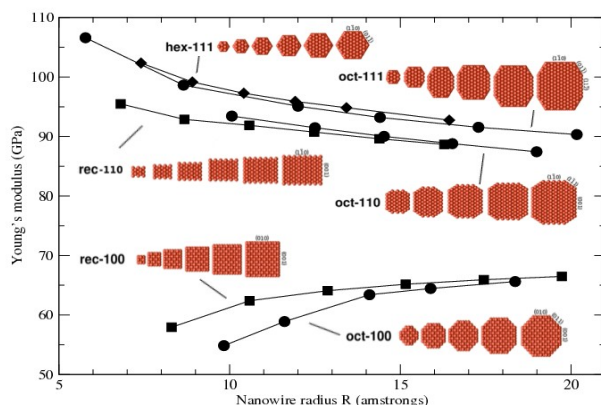 110
100
90
80
70
60
50
Young's modulus (GPa)
hex-111
oct-111
rec-110
oct-110
rec-100
oct-100
5
10
15
20
Nanowire radius R (amstrongs)